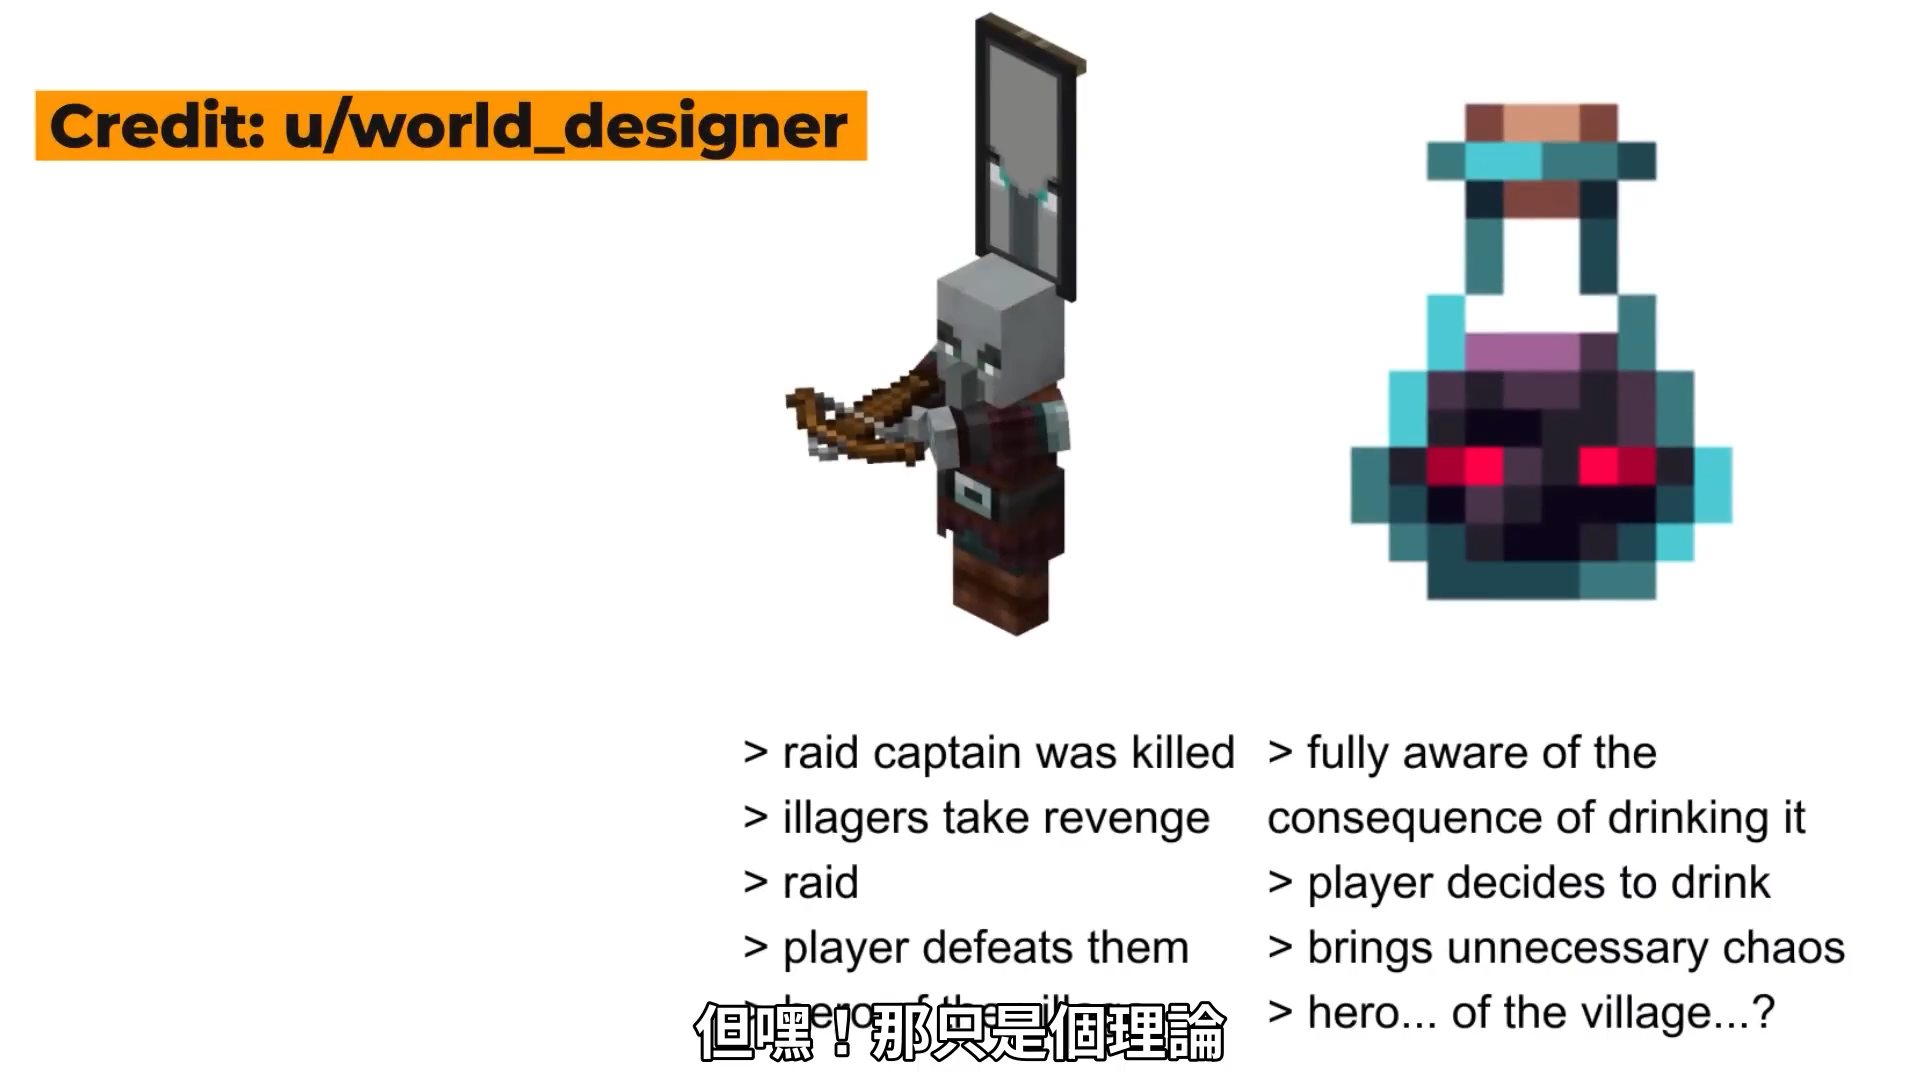 Credit: u/world_designer
> raid captain was killed
> illagers take revenge
> raid
> player defeats them
> fully aware of the
consequence of drinking it
> player decides to drink
> brings unnecessary chaos
> hero... of the village...?
但嘿！那只是個理論